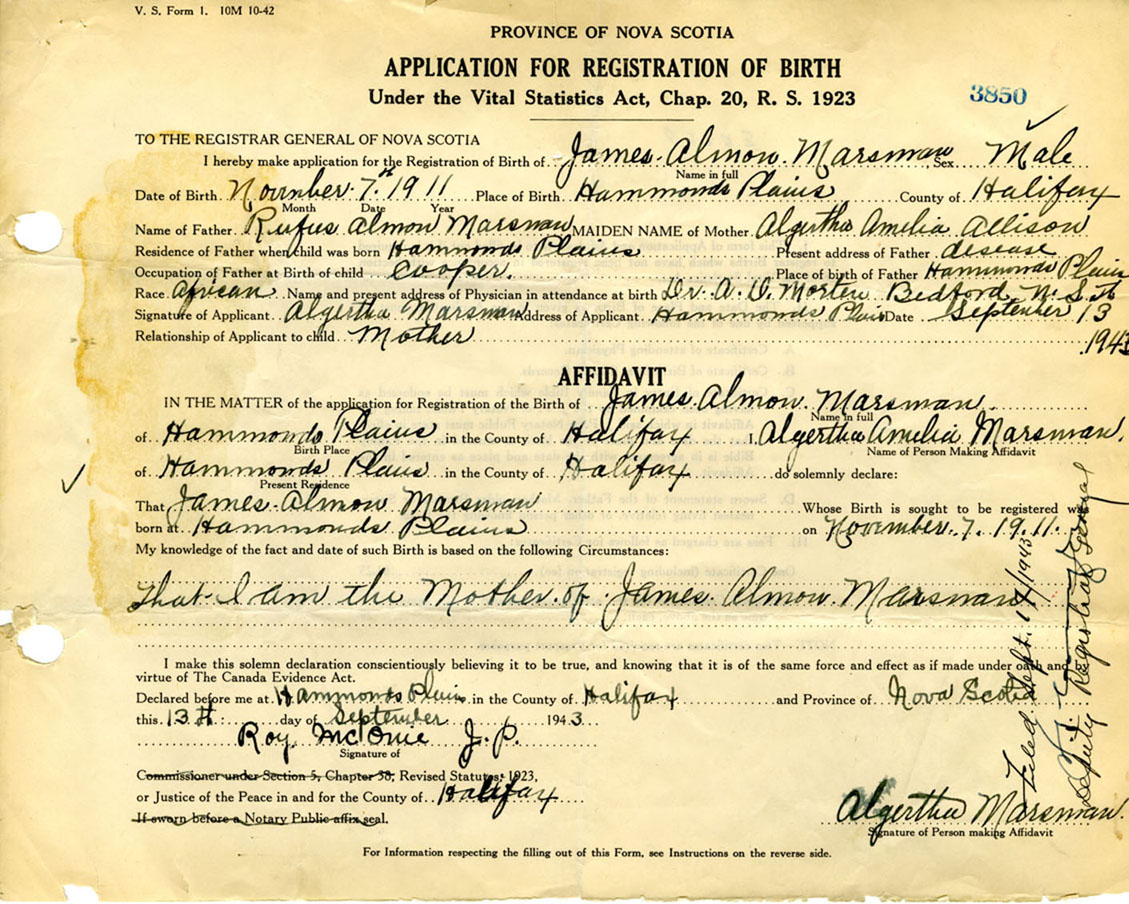 V. S. Form 1. 10M 10-42
PROVINCE OF NOVA SCOTIA
APPLICATION FOR REGISTRATION OF BIRTH
Under the Vital Statistics Act, Chap. 20, R. S. 1923
3850
TO THE REGISTRAR GENERAL OF NOVA SCOTIA
I hereby make application for the Registration of Birth of James Almon Marsman Sex Male
Name in full
Date of Birth November 7th 1911 Place of Birth Hammonds Plains County of Halifax
Month Date Year
Name of Father Rufus Almon Marsman MAIDEN NAME of Mother Algertha Amelia Allison
Residence of Father when child was born Hammonds Plains Present address of Father disease
Occupation of Father at Birth of child Cooper. Place of birth of Father Hammonds Plains
Race African Name and present address of Physician in attendance at birth Dr. A. D. Morten Bedford, N.S.
Signature of Applicant Algertha Marsman Address of Applicant Hammonds Plains Date September 13th
Relationship of Applicant to child Mother 1943
AFFIDAVIT
IN THE MATTER of the application for Registration of the Birth of James Almon Marsman
Name in full
of Hammonds Plains in the County of Halifax I, Algertha Amelia Marsman.
Birth Place Name of Person Making Affidavit
of Hammonds Plains in the County of Halifax do solemnly declare:
Present Residence
That James Almon Marsman Whose Birth is sought to be registered was
born at Hammonds Plains on November 7. 1911.
My knowledge of the fact and date of such Birth is based on the following Circumstances:
that I am the Mother of James Almon Marsman
I make this solemn declaration conscientiously believing it to be true, and knowing that it is of the same force and effect as if made under oath and
virtue of The Canada Evidence Act.
Declared before me at Hammonds Plains in the County of Halifax and Province of Nova Scotia
this 13th day of September 1943
Roy J. P.
Signature of
Commissioner under Section 5, Chapter 38, Revised Statutes, 1923,
or Justice of the Peace in and for the County of Halifax
If sworn before a Notary Public affix seal.
Algertha Marsman.
Signature of Person making Affidavit
For Information respecting the filling out of this Form, see Instructions on the reverse side.
Filed Sept. 17/1943
Deputy Registrar General